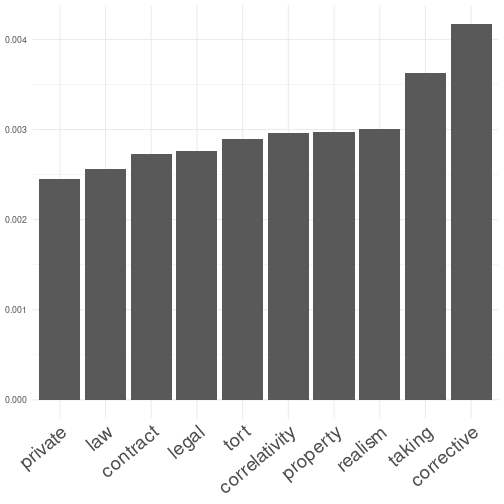 0.004
0.003
0.002
0.001
0.000
private
law
contract
legal
tort
correlativity
property
realism
taking
corrective